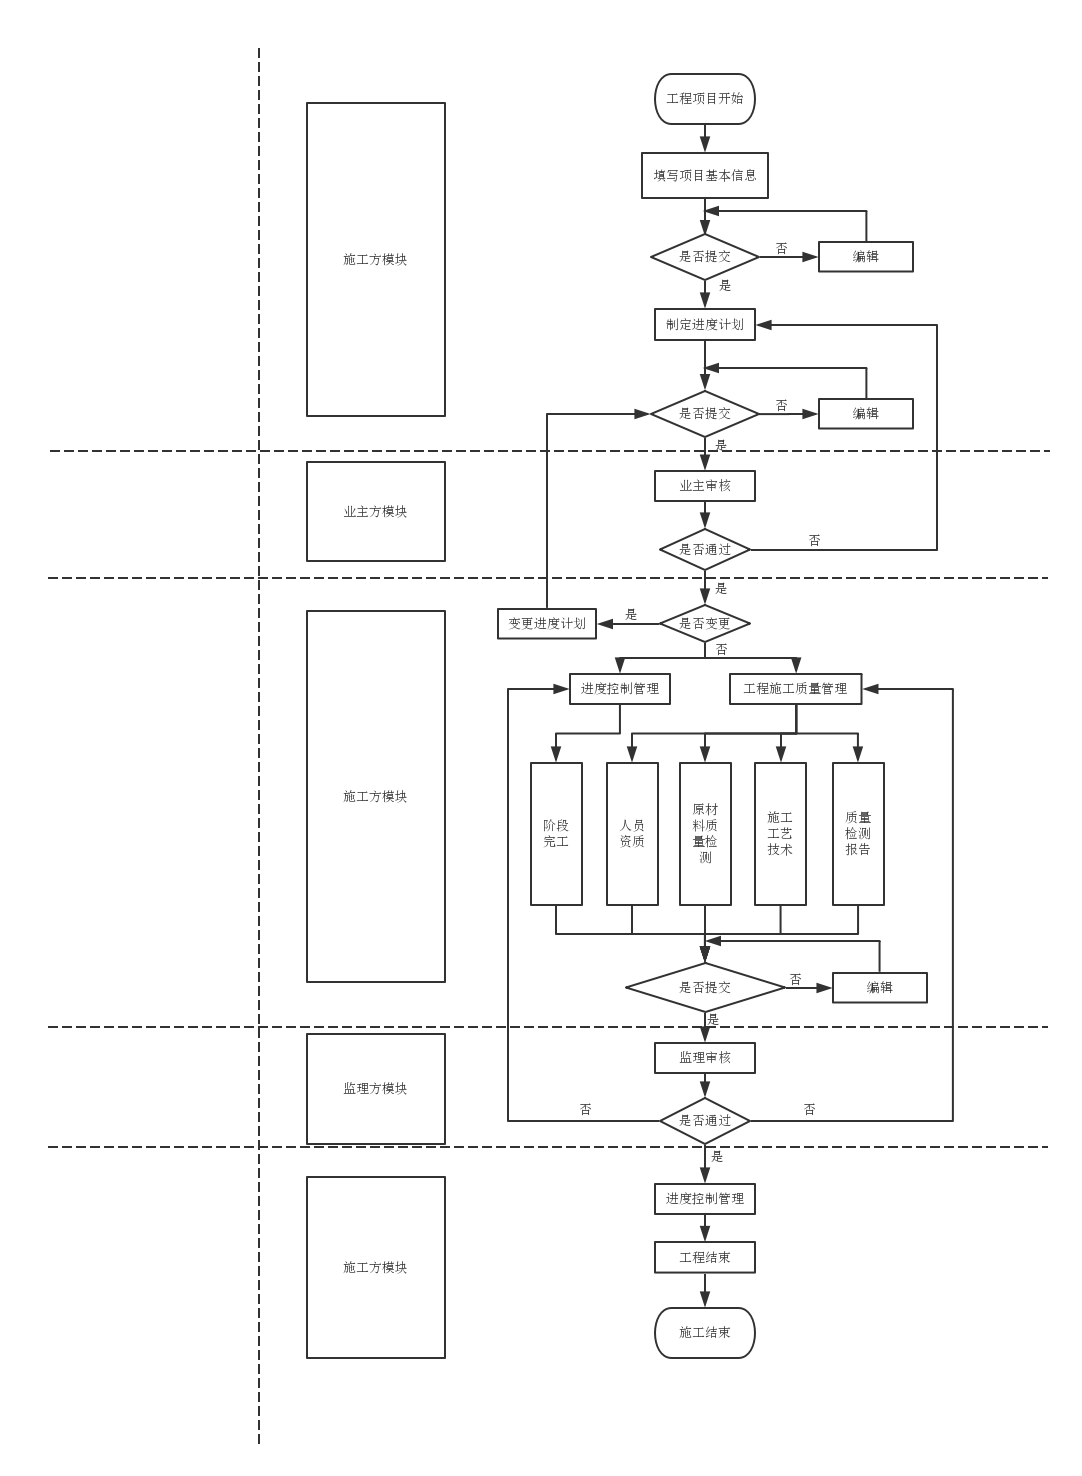 工程项目开始
填写项目基本信息
施工方模块
是否提交
否
编辑
是
制定进度计划
是否提交
否
编辑
是
业主方模块
业主审核
是否通过
否
是
变更进度计划
是
是否变更
否
进度控制管理
工程施工质量管理
施工方模块
阶段
完工
人员
资质
原材
料质
量检
测
施工
工艺
技术
质量
检测
报告
是否提交
否
编辑
是
监理方模块
监理审核
否
是否通过
否
是
进度控制管理
施工方模块
工程结束
施工结束